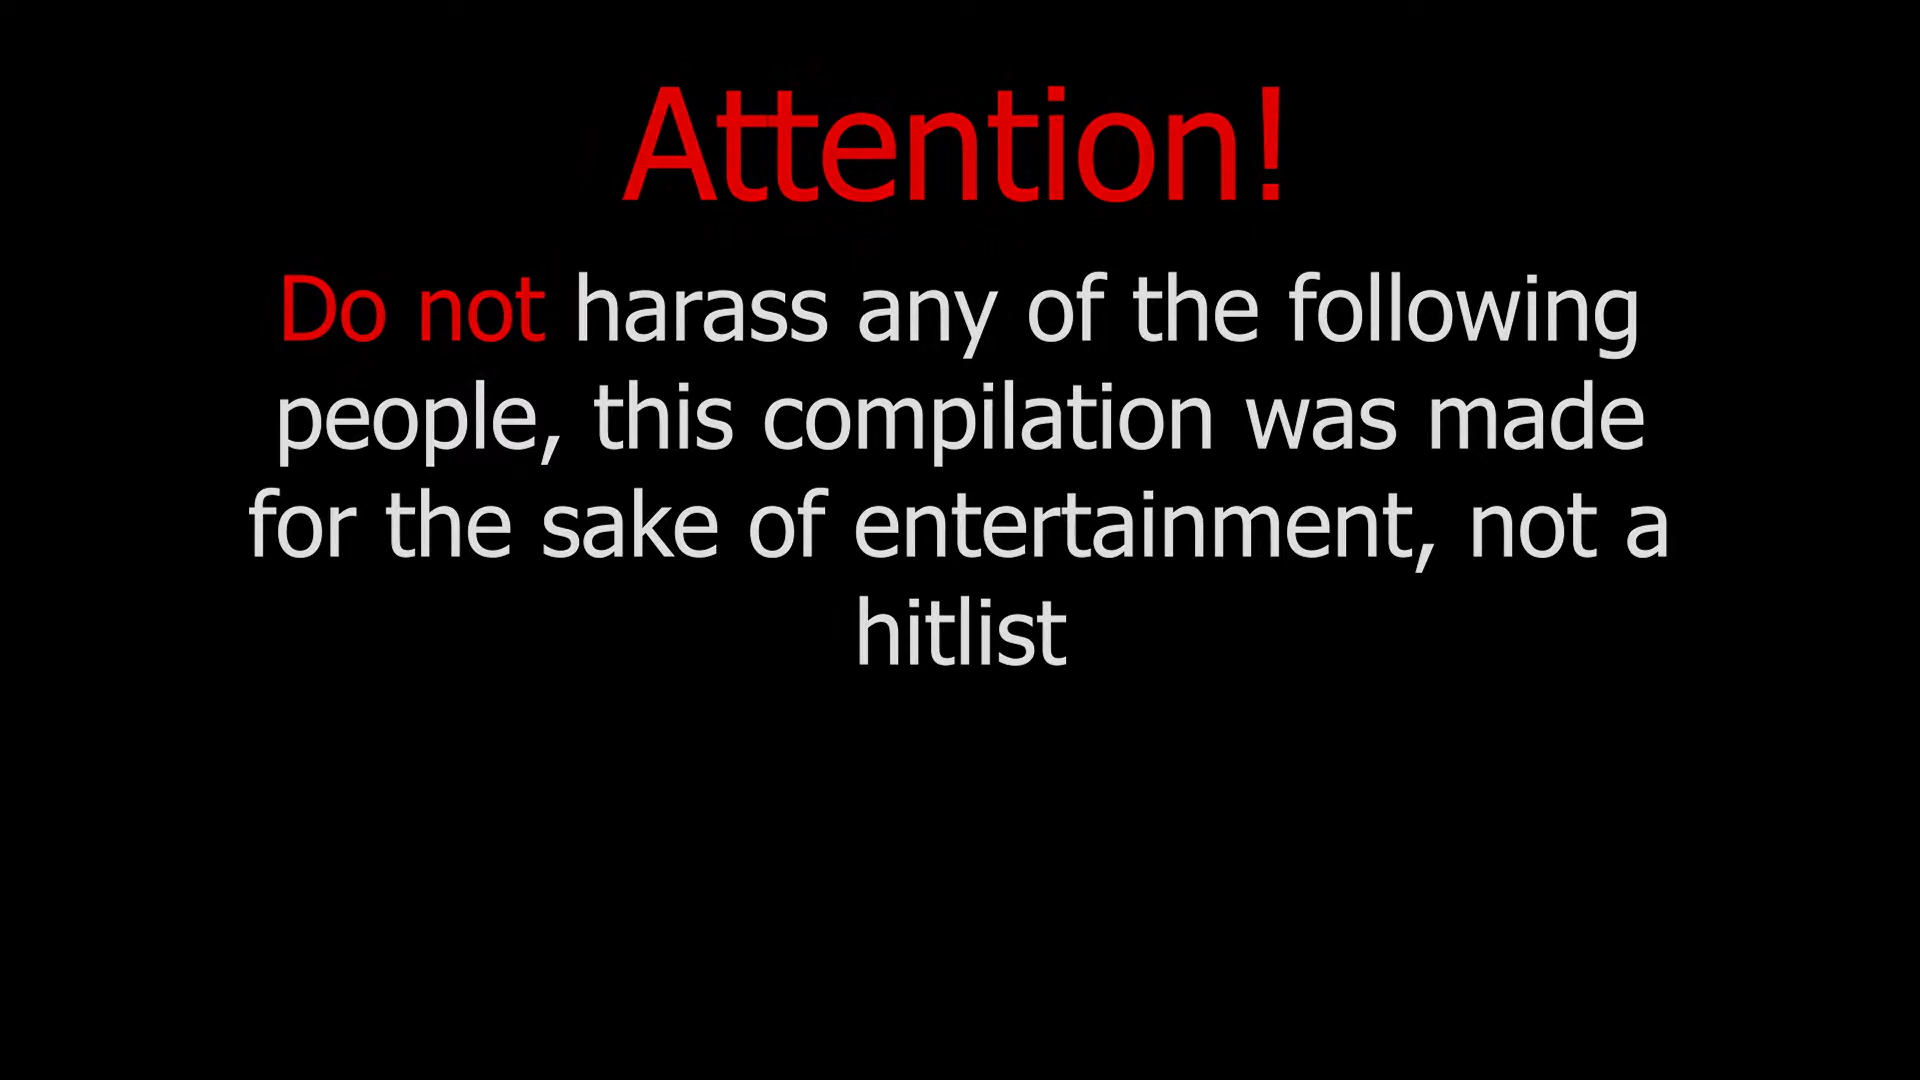 Attention!
Do not harass any of the following
people, this compilation was made
for the sake of entertainment, not a
hitlist